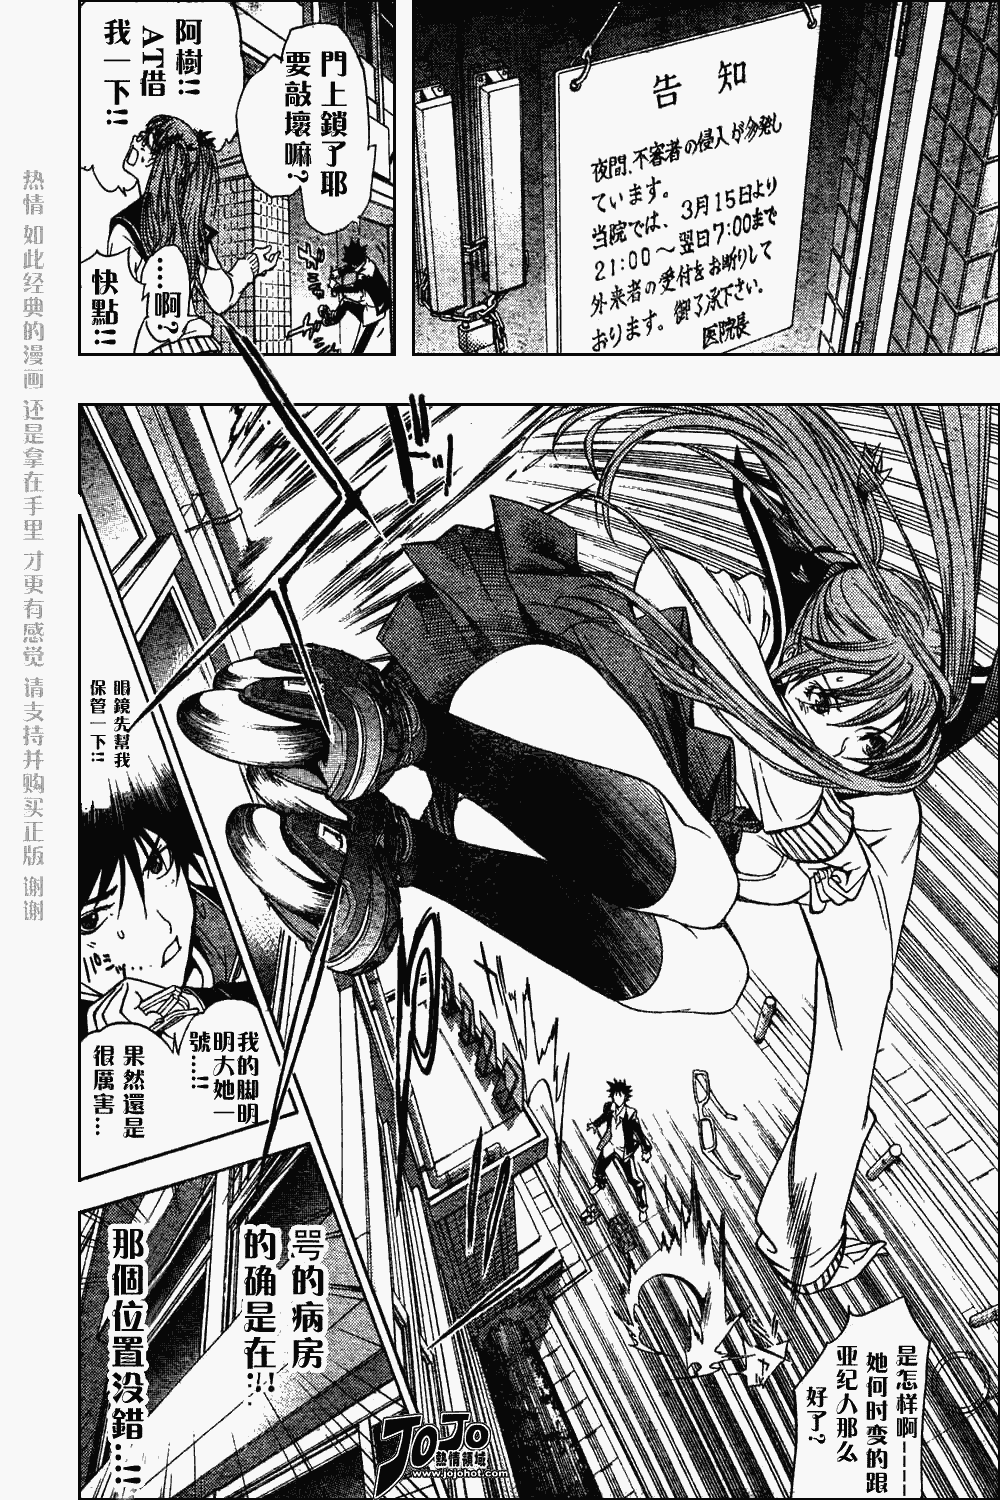 告知
夜間、不審者の侵入が多発し
ています。
当院では、3月15日より
21:00～翌日7:00まで
外来者の受付をお断りして
おります。御了承下さい。
医院長
門上鎖了耶
要敲壞嘛?
阿樹!!
AT借
我一下!!
....啊?
快點!!
眼鏡先幫我
保管一下!!
我的脚明
明大她一
號...!!
果然還是
很厲害...
是怎样啊-----
她何时变的跟
亚纪人那么
好了?
咢的病房
的确是在!!!
那個位置没錯...!!
热情 如此经典的漫画 还是拿在手里 才更有感觉 请支持并购买正版 谢谢
JOJO
熱情領域
www.jojohot.com